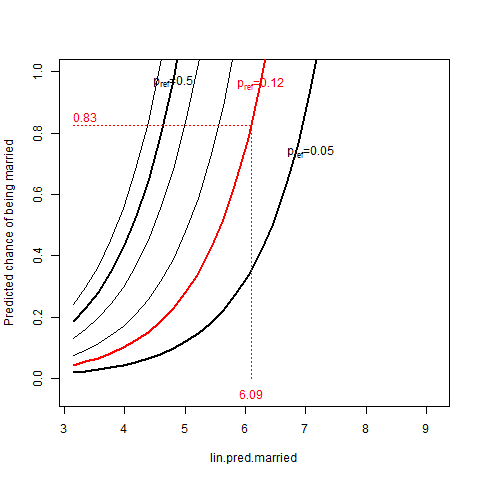 pref=0.5
pref=0.12
0.83
pref=0.05
6.09
0.0
0.2
0.4
0.6
0.8
1.0
Predicted chance of being married
3 4 5 6 7 8 9
lin.pred.married